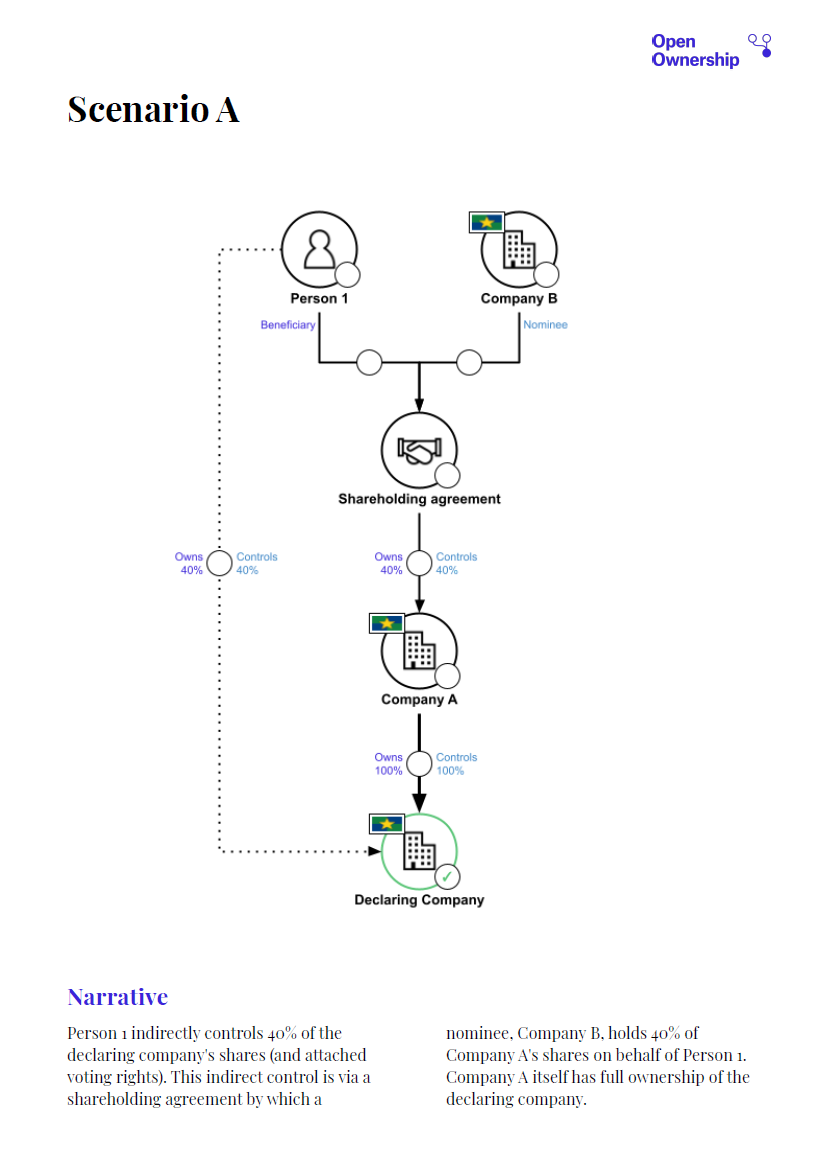 Open
Ownership
Scenario A
Person 1
Company B
Beneficiary
Nominee
Shareholding agreement
Owns
40%
Controls
40%
Owns
40%
Controls
40%
Company A
Owns
100%
Controls
100%
Declaring Company
Narrative
Person 1 indirectly controls 40% of the
declaring company's shares (and attached
voting rights). This indirect control is via a
shareholding agreement by which a
nominee, Company B, holds 40% of
Company A's shares on behalf of Person 1.
Company A itself has full ownership of the
declaring company.